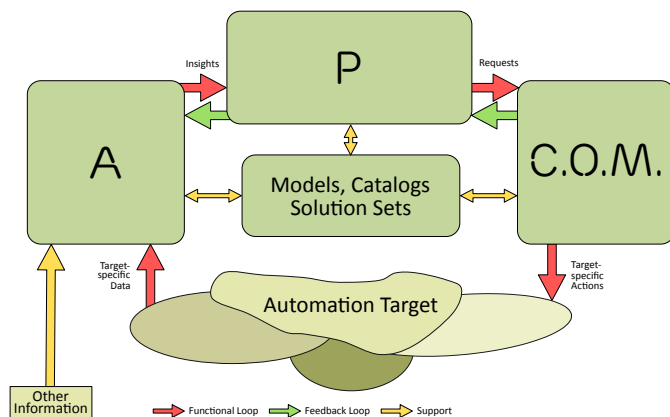 Insights
P
Requests
A
C.O.M.
Models, Catalogs
Solution Sets
Target-
specific
Data
Target-
specific
Actions
Automation Target
Other
Information
Functional Loop
Feedback Loop
Support